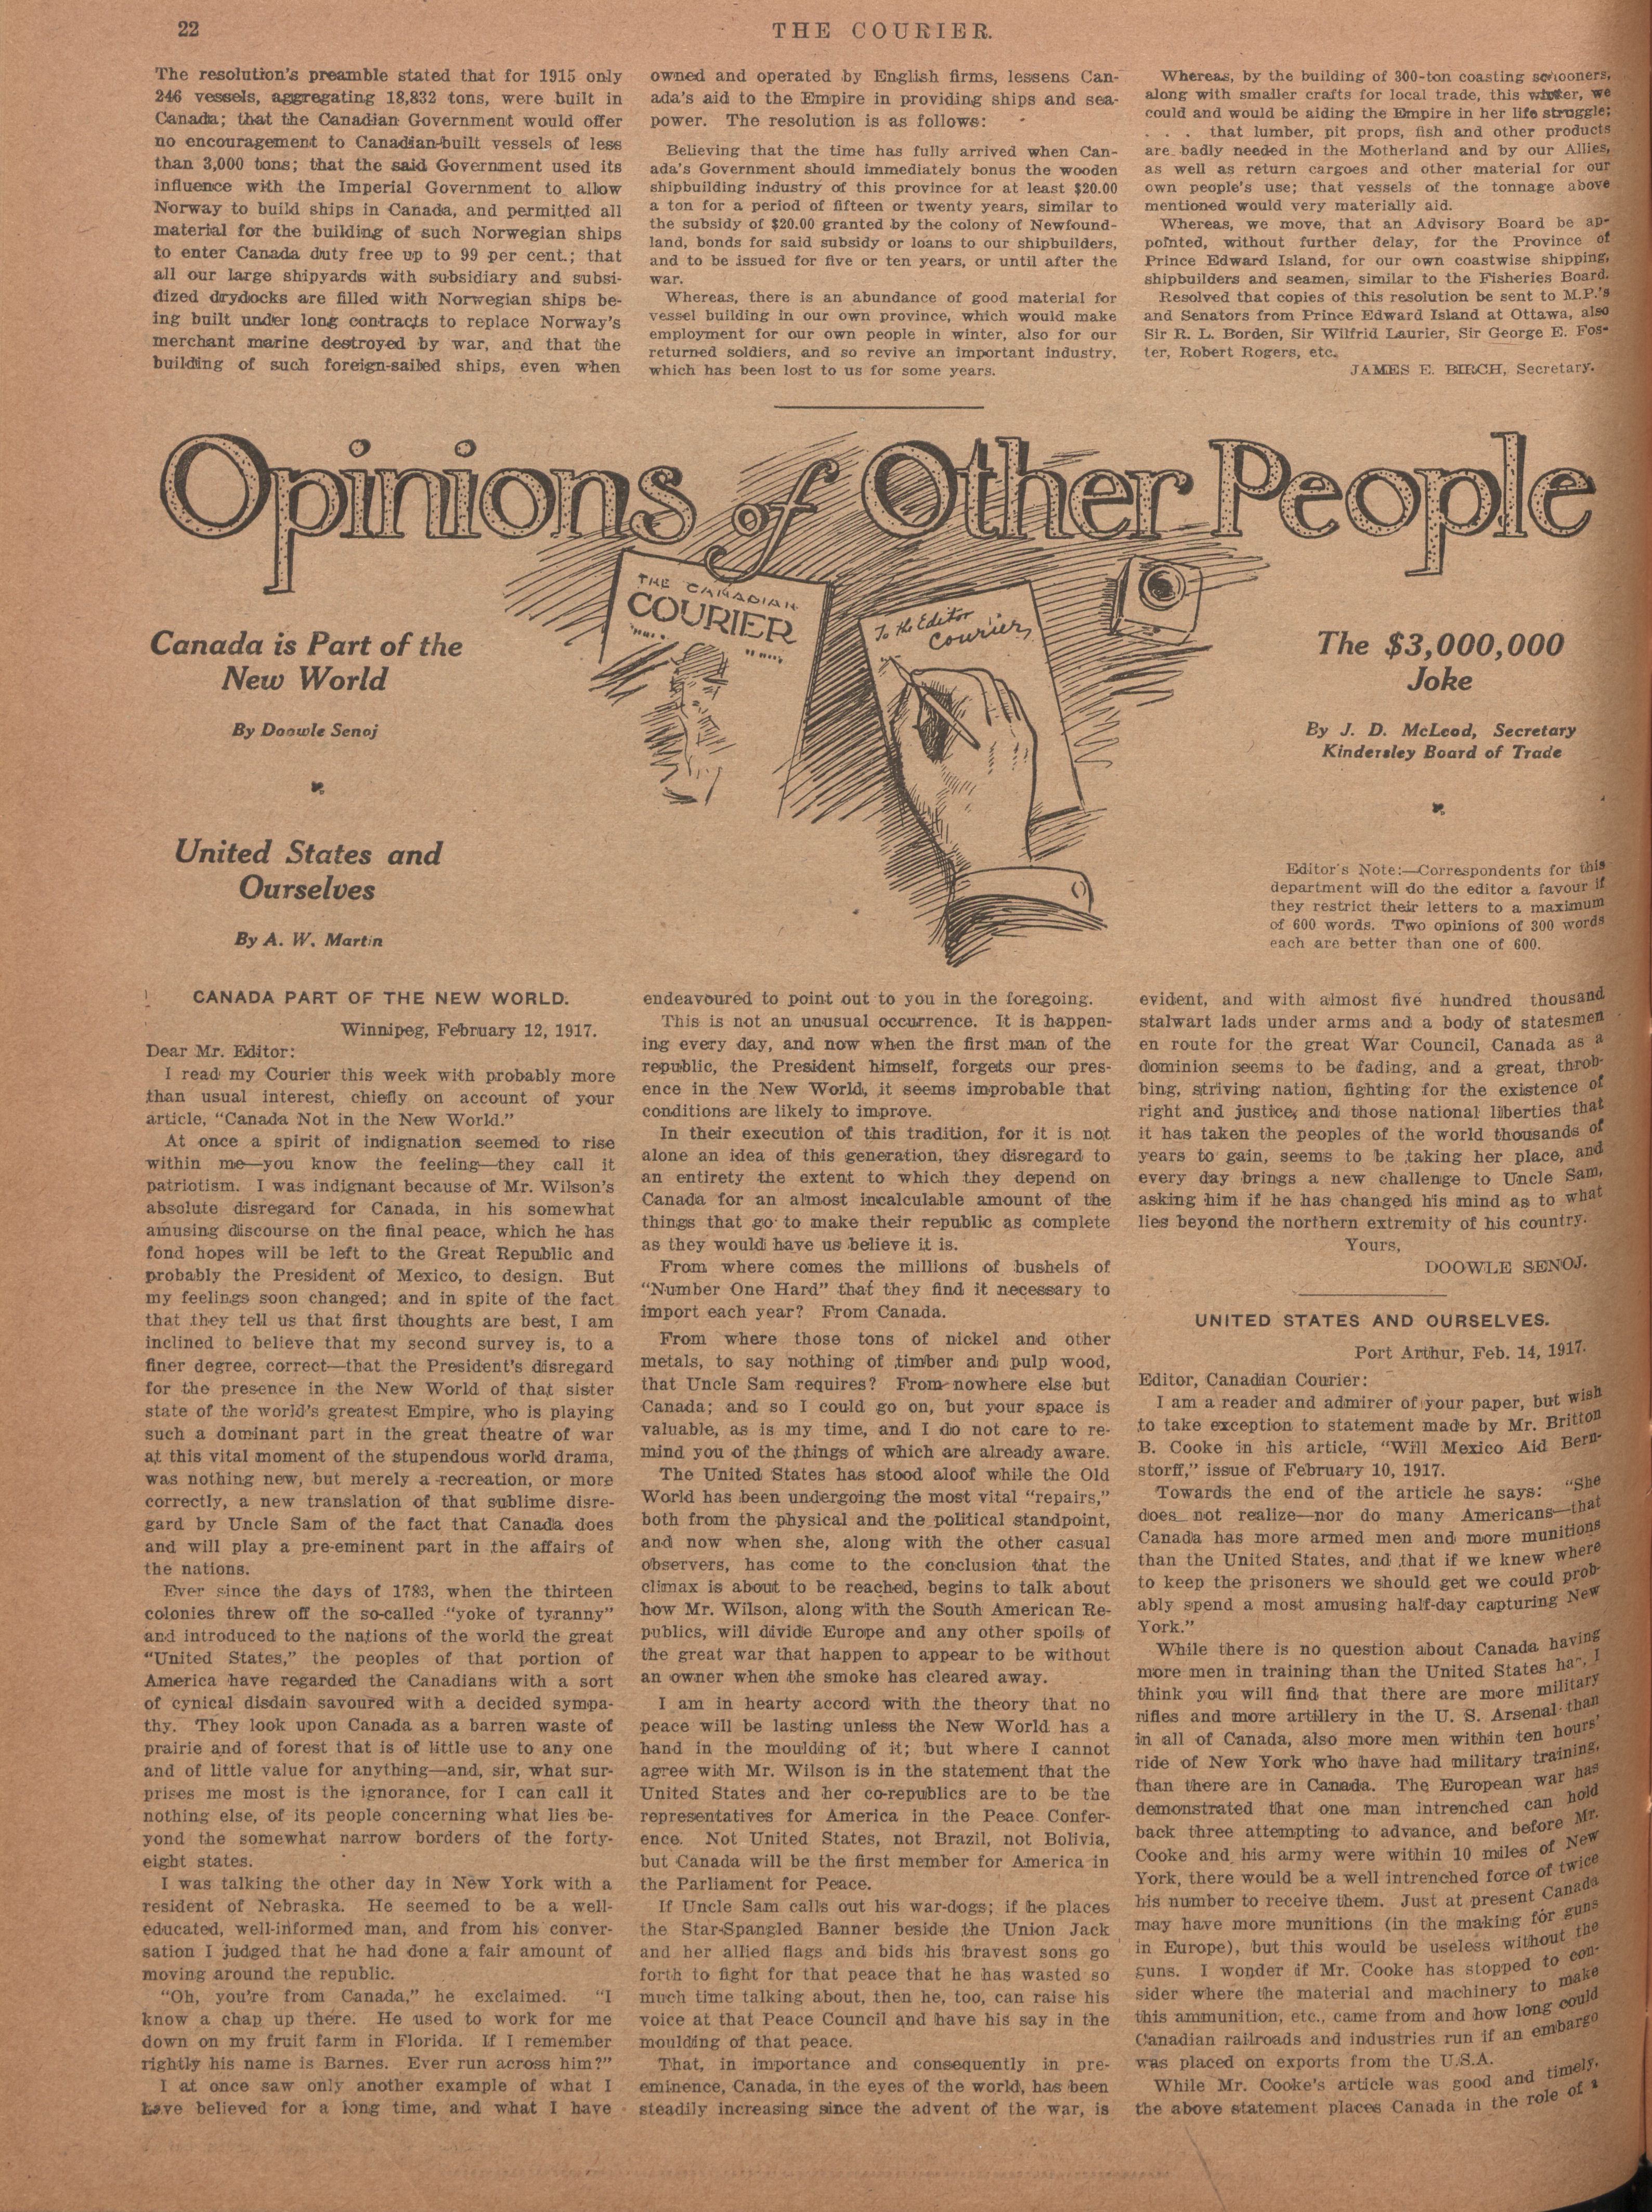 22
THE COURIER.
The resolution's preamble stated that for 1915 only
246 vessels, aggregating 18,832 tons, were built in
Canada; that the Canadian Government would offer
no encouragement to Canadian-built vessels of less
than 3,000 tons; that the said Government used its
influence with the Imperial Government to allow
Norway to build ships in Canada, and permitted all
material for the building of such Norwegian ships
to enter Canada duty free up to 99 per cent.; that
all our large shipyards with subsidiary and subsi-
dized drydocks are filled with Norwegian ships be-
ing built under long contracts to replace Norway's
merchant marine destroyed by war, and that the
building of such foreign-sailed ships, even when
owned and operated by English firms, lessens Can-
ada's aid to the Empire in providing ships and sea-
power. The resolution is as follows:
Believing that the time has fully arrived when Can-
ada's Government should immediately bonus the wooden
shipbuilding industry of this province for at least $20.00
a ton for a period of fifteen or twenty years, similar to
the subsidy of $20.00 granted by the colony of Newfound-
land, bonds for said subsidy or loans to our shipbuilders,
and to be issued for five or ten years, or until after the
war.
Whereas, there is an abundance of good material for
vessel building in our own province, which would make
employment for our own people in winter, also for our
returned soldiers, and so revive an important industry,
which has been lost to us for some years.
Whereas, by the building of 300-ton coasting schooners,
along with smaller crafts for local trade, this winter, we
could and would be aiding the Empire in her life struggle;
. . . that lumber, pit props, fish and other products
are badly needed in the Motherland and by our Allies,
as well as return cargoes and other material for our
own people's use; that vessels of the tonnage above
mentioned would very materially aid.
Whereas, we move, that an Advisory Board be ap-
pointed, without further delay, for the Province of
Prince Edward Island, for our own coastwise shipping,
shipbuilders and seamen, similar to the Fisheries Board.
Resolved that copies of this resolution be sent to M.P.'s
and Senators from Prince Edward Island at Ottawa, also
Sir R. L. Borden, Sir Wilfrid Laurier, Sir George E. Fos-
ter, Robert Rogers, etc.
JAMES E. BIRCH, Secretary.
Opinions of Other People
THE CANADIAN
COURIER
To the Editor
Courier,
Canada is Part of the
New World
By Doowle Senoj
United States and
Ourselves
By A. W. Martin
The $3,000,000
Joke
By J. D. McLeod, Secretary
Kindersley Board of Trade
Editor's Note:—Correspondents for this
department will do the editor a favour if
they restrict their letters to a maximum
of 600 words. Two opinions of 300 words
each are better than one of 600.
CANADA PART OF THE NEW WORLD.
Winnipeg, February 12, 1917.
Dear Mr. Editor:
I read my Courier this week with probably more
than usual interest, chiefly on account of your
article, "Canada Not in the New World."
At once a spirit of indignation seemed to rise
within me—you know the feeling—they call it
patriotism. I was indignant because of Mr. Wilson's
absolute disregard for Canada, in his somewhat
amusing discourse on the final peace, which he has
fond hopes will be left to the Great Republic and
probably the President of Mexico, to design. But
my feelings soon changed; and in spite of the fact
that they tell us that first thoughts are best, I am
inclined to believe that my second survey is, to a
finer degree, correct—that the President's disregard
for the presence in the New World of that sister
state of the world's greatest Empire, who is playing
such a dominant part in the great theatre of war
at this vital moment of the stupendous world drama,
was nothing new, but merely a recreation, or more
correctly, a new translation of that sublime disre-
gard by Uncle Sam of the fact that Canada does
and will play a pre-eminent part in the affairs of
the nations.
Ever since the days of 1783, when the thirteen
colonies threw off the so-called "yoke of tyranny"
and introduced to the nations of the world the great
"United States," the peoples of that portion of
America have regarded the Canadians with a sort
of cynical disdain savoured with a decided sympa-
thy. They look upon Canada as a barren waste of
prairie and of forest that is of little use to any one
and of little value for anything—and, sir, what sur-
prises me most is the ignorance, for I can call it
nothing else, of its people concerning what lies be-
yond the somewhat narrow borders of the forty-
eight states.
I was talking the other day in New York with a
resident of Nebraska. He seemed to be a well-
educated, well-informed man, and from his conver-
sation I judged that he had done a fair amount of
moving around the republic.
"Oh, you're from Canada," he exclaimed. "I
know a chap up there. He used to work for me
down on my fruit farm in Florida. If I remember
rightly his name is Barnes. Ever run across him?"
I at once saw only another example of what I
have believed for a long time, and what I have
endeavoured to point out to you in the foregoing.
This is not an unusual occurrence. It is happen-
ing every day, and now when the first man of the
republic, the President himself, forgets our pres-
ence in the New World, it seems improbable that
conditions are likely to improve.
In their execution of this tradition, for it is not
alone an idea of this generation, they disregard to
an entirety the extent to which they depend on
Canada for an almost incalculable amount of the
things that go to make their republic as complete
as they would have us believe it is.
From where comes the millions of bushels of
"Number One Hard" that they find it necessary to
import each year? From Canada.
From where those tons of nickel and other
metals, to say nothing of timber and pulp wood,
that Uncle Sam requires? From nowhere else but
Canada; and so I could go on, but your space is
valuable, as is my time, and I do not care to re-
mind you of the things of which are already aware.
The United States has stood aloof while the Old
World has been undergoing the most vital "repairs,"
both from the physical and the political standpoint,
and now when she, along with the other casual
observers, has come to the conclusion that the
climax is about to be reached, begins to talk about
how Mr. Wilson, along with the South American Re-
publics, will divide Europe and any other spoils of
the great war that happen to appear to be without
an owner when the smoke has cleared away.
I am in hearty accord with the theory that no
peace will be lasting unless the New World has a
hand in the moulding of it; but where I cannot
agree with Mr. Wilson is in the statement that the
United States and her co-republics are to be the
representatives for America in the Peace Confer-
ence. Not United States, not Brazil, not Bolivia,
but Canada will be the first member for America in
the Parliament for Peace.
If Uncle Sam calls out his war-dogs; if he places
the Star-Spangled Banner beside the Union Jack
and her allied flags and bids his bravest sons go
forth to fight for that peace that he has wasted so
much time talking about, then he, too, can raise his
voice at that Peace Council and have his say in the
moulding of that peace.
That, in importance and consequently in pre-
eminence, Canada, in the eyes of the world, has been
steadily increasing since the advent of the war, is
evident, and with almost five hundred thousand
stalwart lads under arms and a body of statesmen
en route for the great War Council, Canada as a
dominion seems to be fading, and a great, throb-
bing, striving nation, fighting for the existence of
right and justice, and those national liberties that
it has taken the peoples of the world thousands of
years to gain, seems to be taking her place, and
every day brings a new challenge to Uncle Sam,
asking him if he has changed his mind as to what
lies beyond the northern extremity of his country.
Yours,
DOOWLE SENOJ.
UNITED STATES AND OURSELVES.
Port Arthur, Feb. 14, 1917.
Editor, Canadian Courier:
I am a reader and admirer of your paper, but wish
to take exception to statement made by Mr. Britton
B. Cooke in his article, "Will Mexico Aid Bern-
storff," issue of February 10, 1917.
Towards the end of the article he says: "She
does not realize—nor do many Americans—that
Canada has more armed men and more munitions
than the United States, and that if we knew where
to keep the prisoners we should get we could prob-
ably spend a most amusing half-day capturing New
York."
While there is no question about Canada having
more men in training than the United States has, I
think you will find that there are more military
rifles and more artillery in the U. S. Arsenal than
in all of Canada, also more men within ten hours'
ride of New York who have had military training,
than there are in Canada. The European war has
demonstrated that one man intrenched can hold
back three attempting to advance, and before Mr.
Cooke and his army were within 10 miles of New
York, there would be a well intrenched force of twice
his number to receive them. Just at present Canada
may have more munitions (in the making for guns
in Europe), but this would be useless without the
guns. I wonder if Mr. Cooke has stopped to con-
sider where the material and machinery to make
this ammunition, etc., came from and how long could
Canadian railroads and industries run if an embargo
was placed on exports from the U.S.A.
While Mr. Cooke's article was good and timely,
the above statement places Canada in the role of a